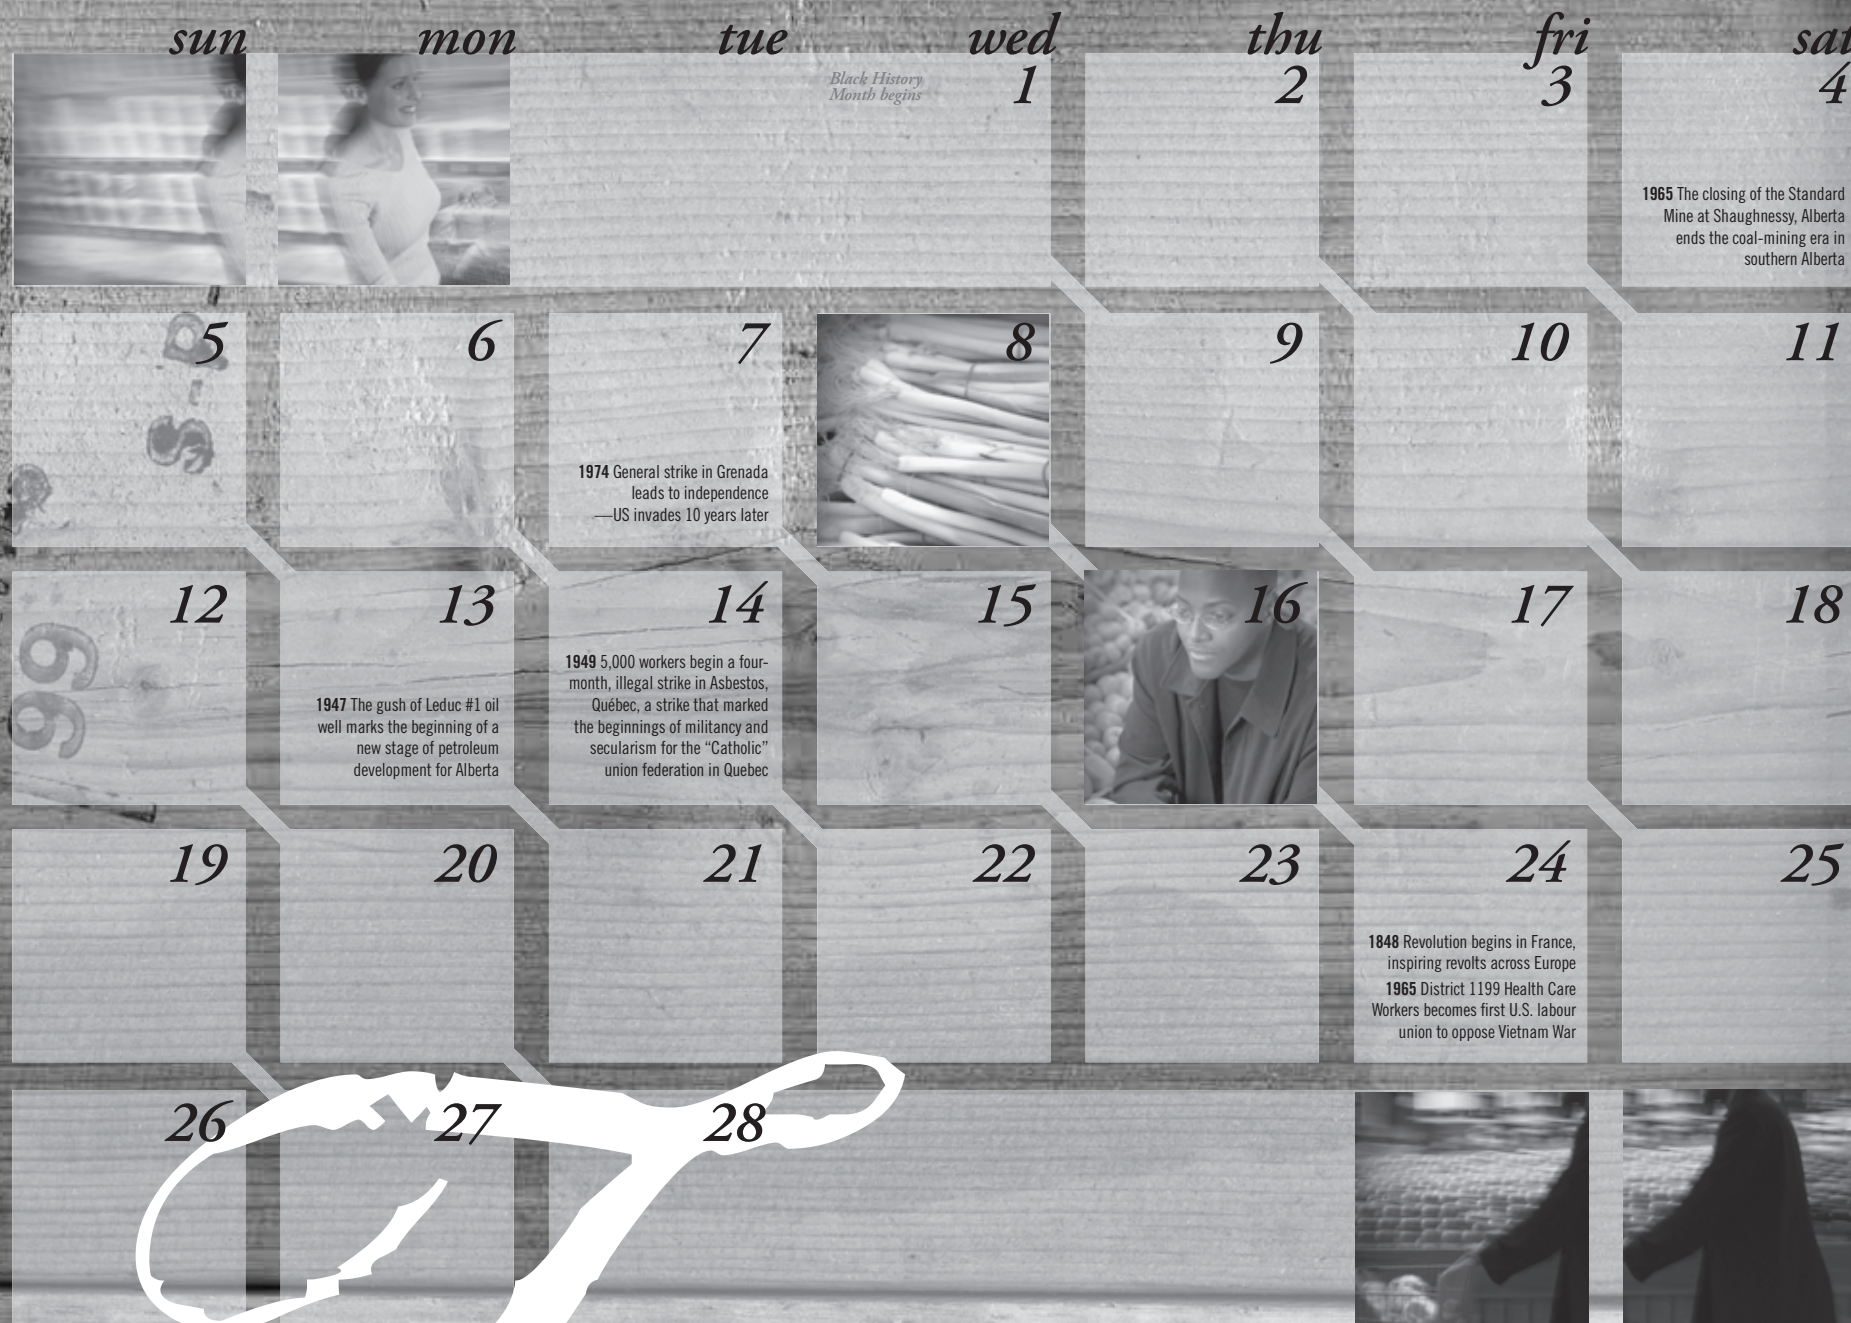 sun mon tue wed thu fri sat
Black History
Month begins
1
2
3
4
1965 The closing of the Standard
Mine at Shaughnessy, Alberta
ends the coal-mining era in
southern Alberta
5
6
7
1974 General strike in Grenada
leads to independence
—US invades 10 years later
8
9
10
11
12
13
1947 The gush of Leduc #1 oil
well marks the beginning of a
new stage of petroleum
development for Alberta
14
1949 5,000 workers begin a four-
month, illegal strike in Asbestos,
Québec, a strike that marked
the beginnings of militancy and
secularism for the “Catholic”
union federation in Quebec
15
16
17
18
19
20
21
22
23
24
1848 Revolution begins in France,
inspiring revolts across Europe
1965 District 1199 Health Care
Workers becomes first U.S. labour
union to oppose Vietnam War
25
26
27
28